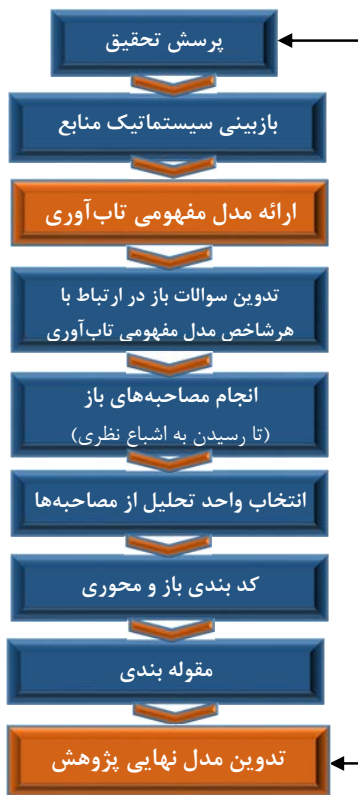 پرسش تحقیق
بازبینی سیستماتیک منابع
ارائه مدل مفهومی تاب‌آوری
تدوین سوالات باز در ارتباط با
هرشاخص مدل مفهومی تاب‌آوری
انجام مصاحبه‌های باز
(تا رسیدن به اشباع نظری)
انتخاب واحد تحلیل از مصاحبه‌ها
کد بندی باز و محوری
مقوله بندی
تدوین مدل نهایی پژوهش